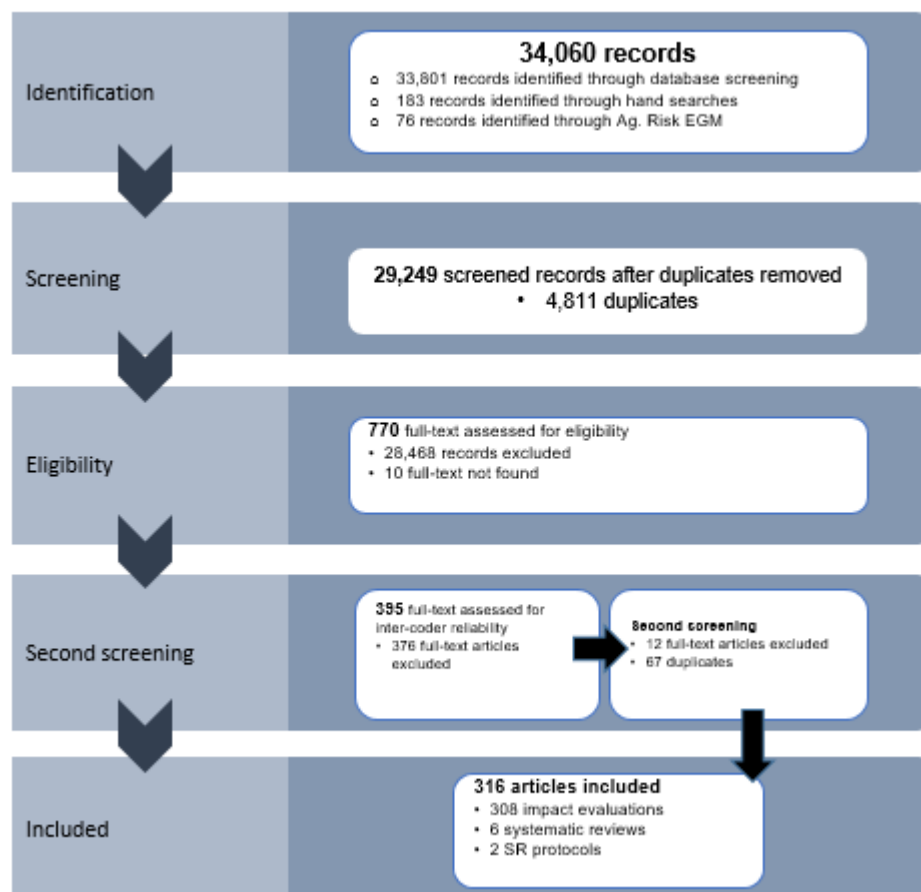 Identification
34,060 records
33,801 records identified through database screening
183 records identified through hand searches
76 records identified through Ag. Risk EGM
Screening
29,249 screened records after duplicates removed
• 4,811 duplicates
Eligibility
770 full-text assessed for eligibility
• 28,468 records excluded
• 10 full-text not found
Second screening
395 full-text assessed for
inter-coder reliability
• 376 full-text articles
excluded
Second screening
• 12 full-text articles excluded
• 67 duplicates
Included
316 articles included
• 308 impact evaluations
• 6 systematic reviews
• 2 SR protocols